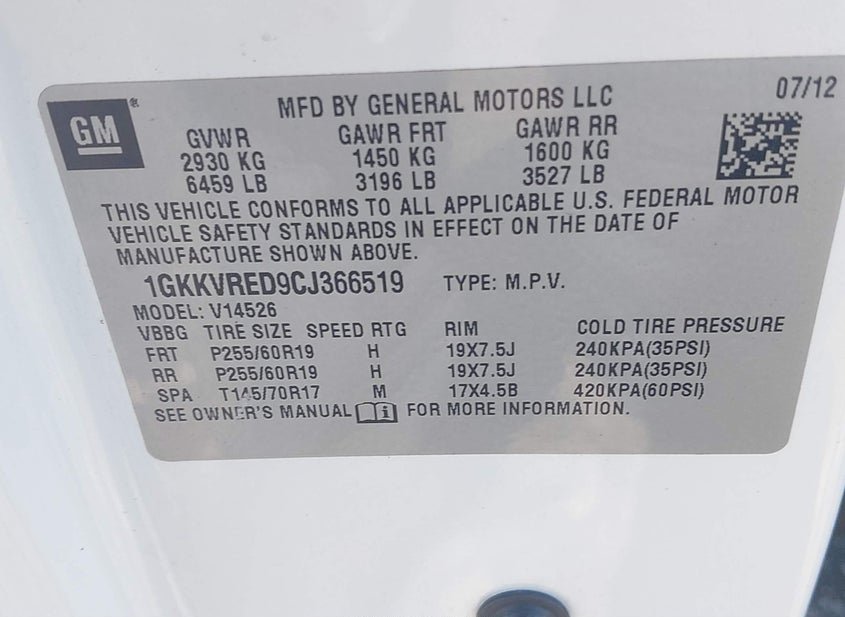 07/12
GM ®
MFD BY GENERAL MOTORS LLC
GVWR GAWR FRT GAWR RR
2930 KG 1450 KG 1600 KG
6459 LB 3196 LB 3527 LB
THIS VEHICLE CONFORMS TO ALL APPLICABLE U.S. FEDERAL MOTOR
VEHICLE SAFETY STANDARDS IN EFFECT ON THE DATE OF
MANUFACTURE SHOWN ABOVE.
1GKKVRED9CJ366519 TYPE: M.P.V.
MODEL: V14526
VBBG TIRE SIZE SPEED RTG RIM COLD TIRE PRESSURE
FRT P255/60R19 H 19X7.5J 240KPA(35PSI)
RR P255/60R19 H 19X7.5J 240KPA(35PSI)
SPA T145/70R17 M 17X4.5B 420KPA(60PSI)
SEE OWNER'S MANUAL i FOR MORE INFORMATION.